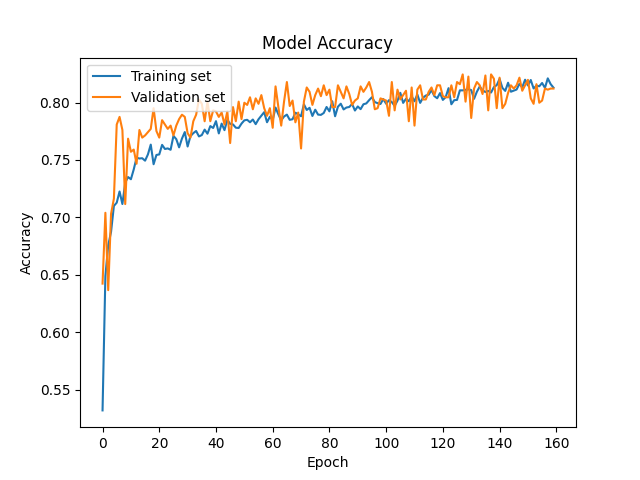 Model Accuracy
Training set
Validation set
Accuracy
0.80
0.75
0.70
0.65
0.60
0.55
0 20 40 60 80 100 120 140 160
Epoch